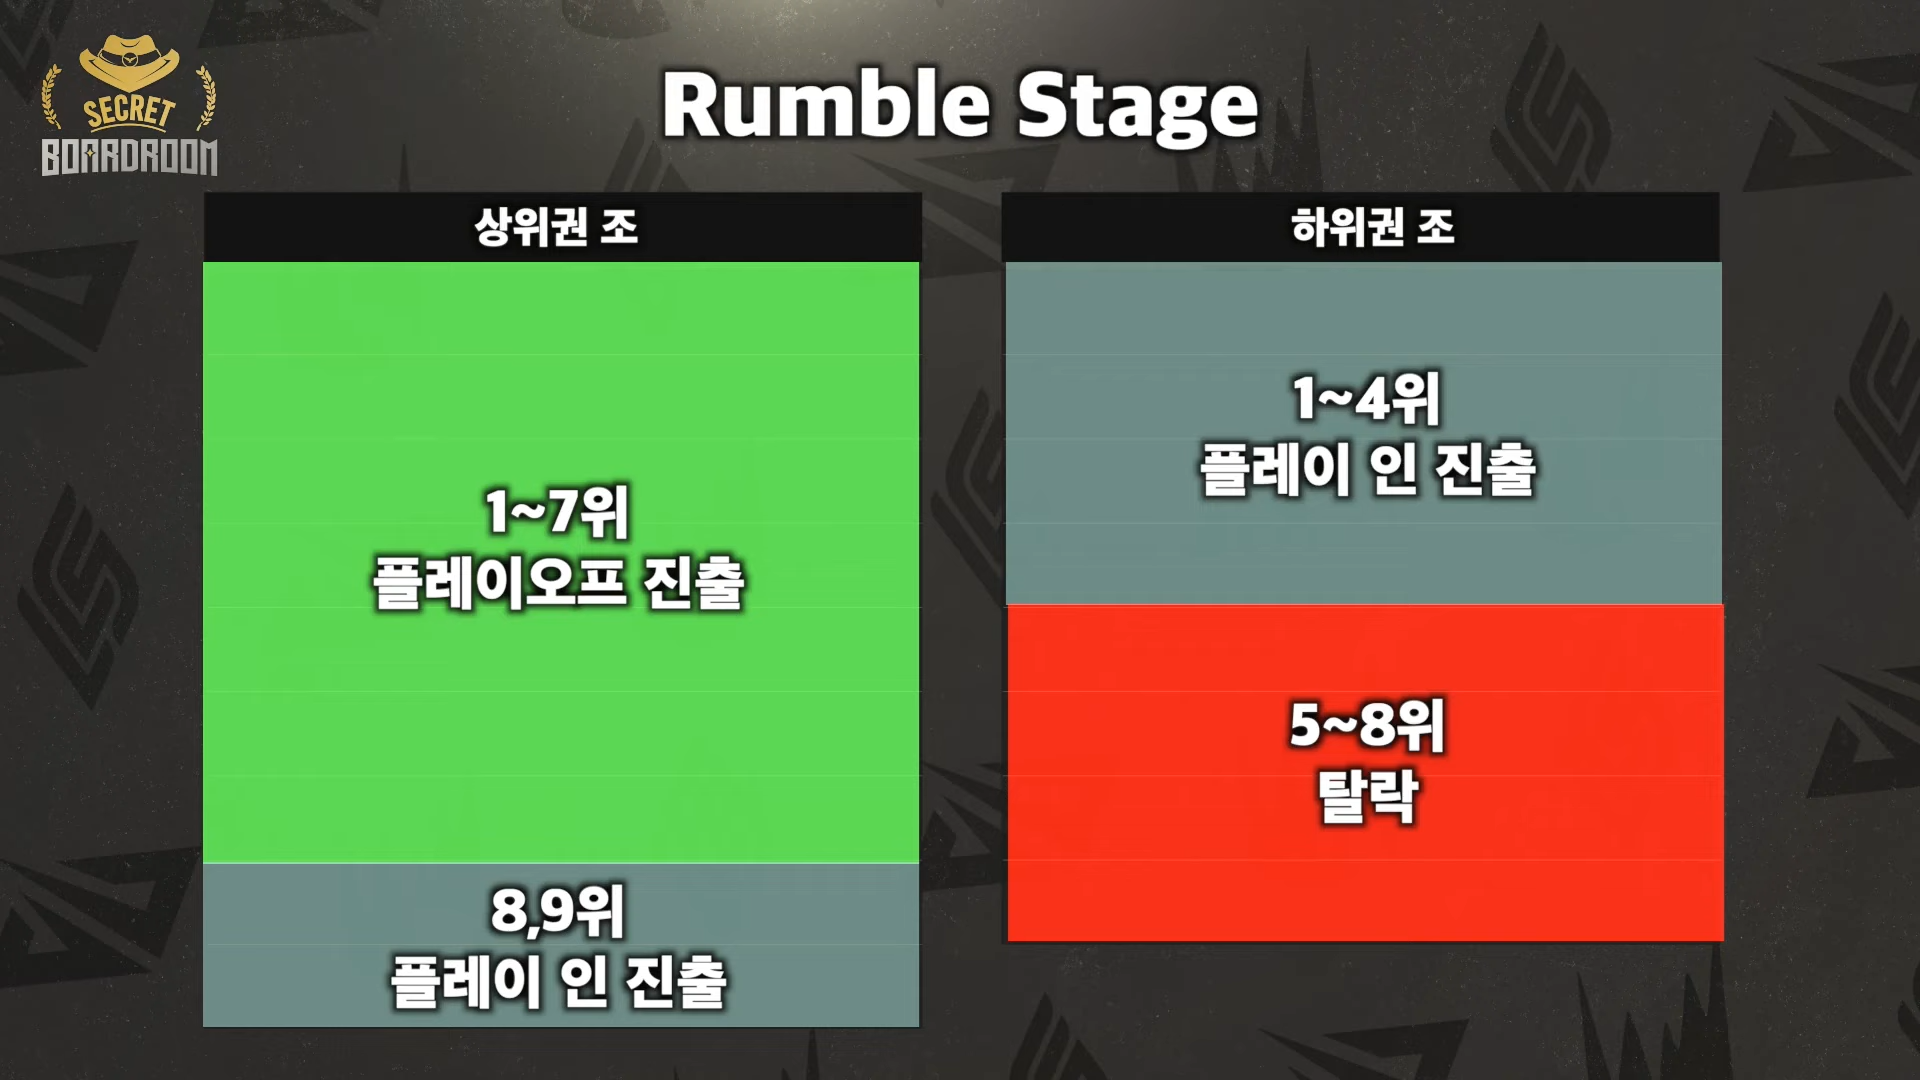 SECRET
BOARDROOM
Rumble Stage
상위권 조
1~7위
플레이오프 진출
8,9위
플레이 인 진출
하위권 조
1~4위
플레이 인 진출
5~8위
탈락